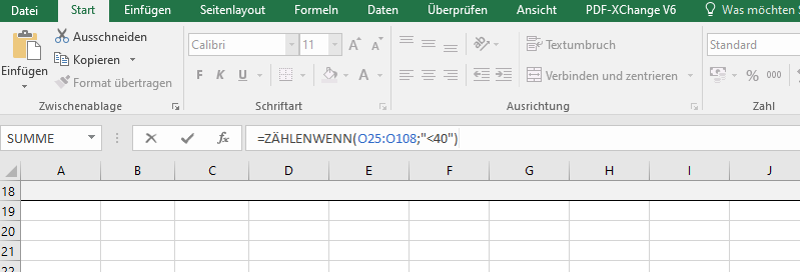 Datei Start Einfügen Seitenlayout Formeln Daten Überprüfen Ansicht PDF-XChange V6 Was möchten S
Ausschneiden
Kopieren
Format übertragen
Einfügen
Calibri 11
F K U
Textumbruch
Verbinden und zentrieren
Standard
% 000
Zwischenablage Schriftart Ausrichtung Zahl
SUMME fx =ZÄHLENWENN(O25:O108;"<40")
A B C D E F G H I J
18
19
20
21
22